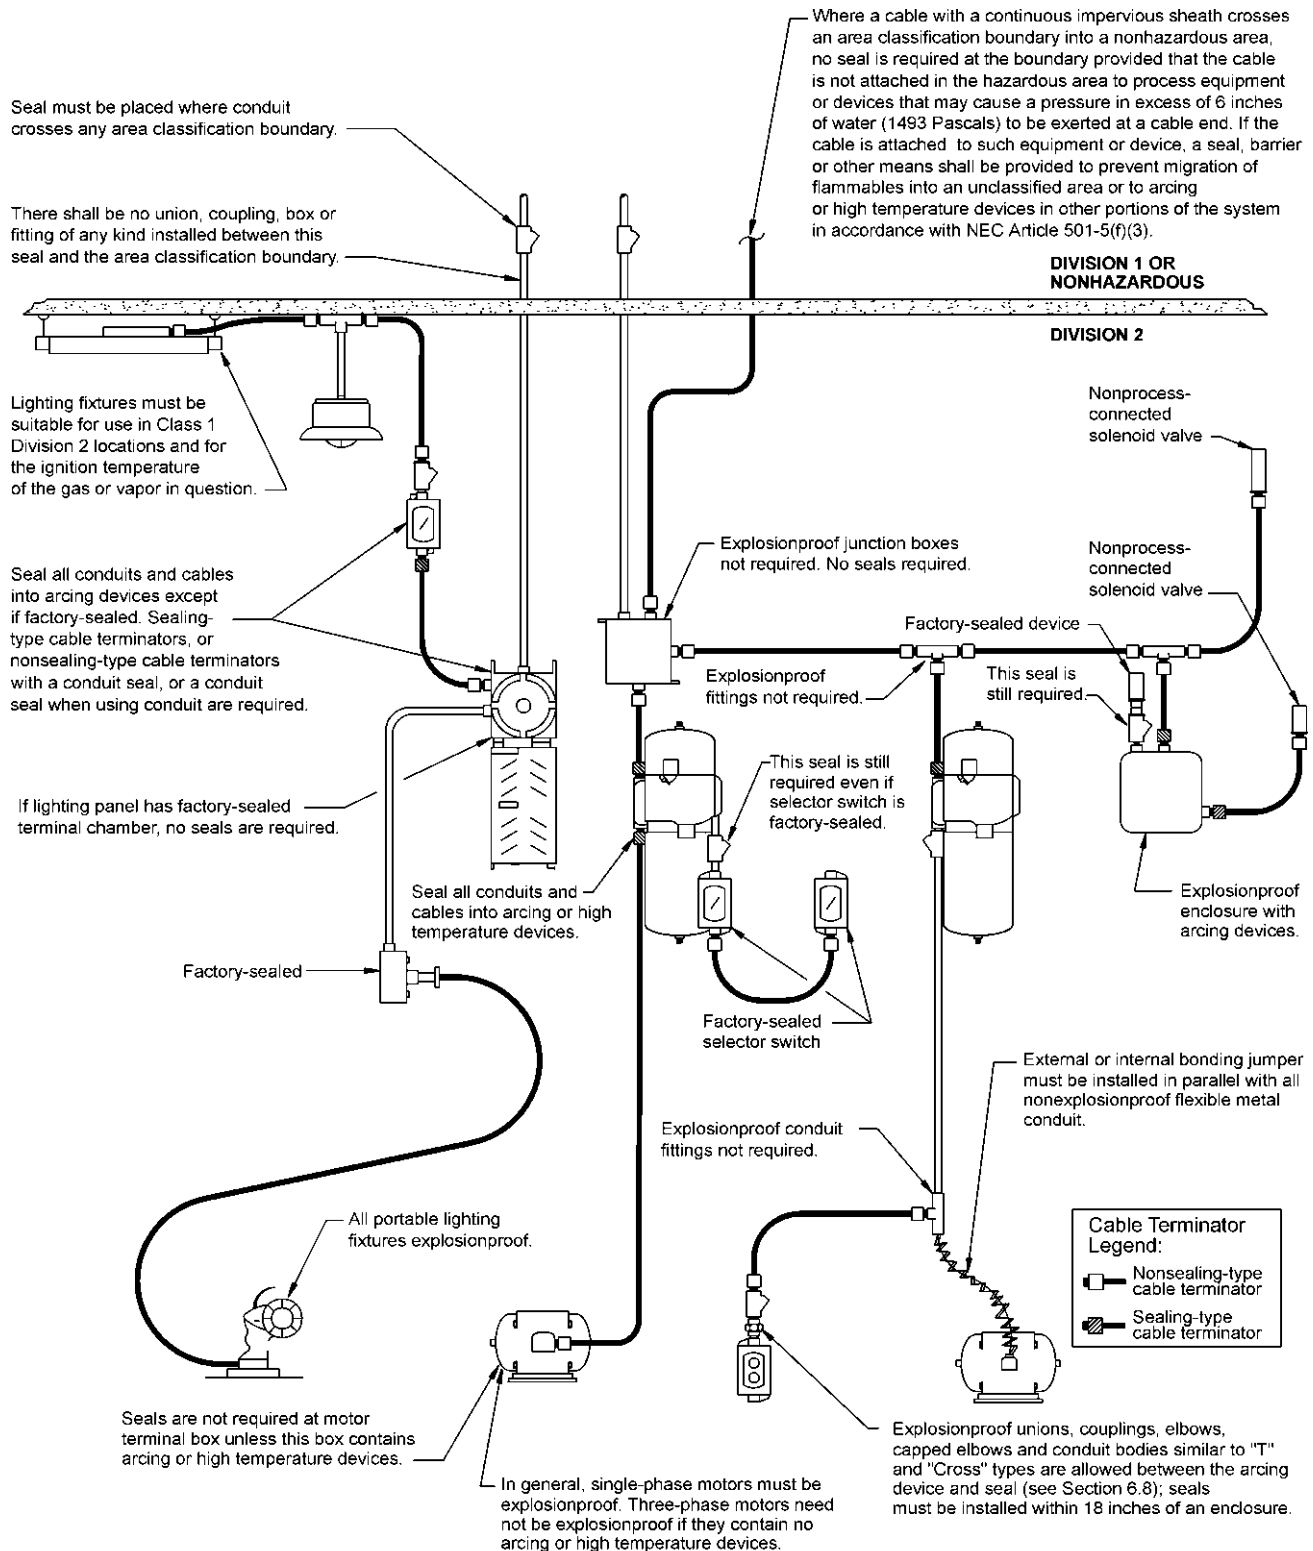 Where a cable with a continuous impervious sheath crosses
an area classification boundary into a nonhazardous area,
no seal is required at the boundary provided that the cable
is not attached in the hazardous area to process equipment
or devices that may cause a pressure in excess of 6 inches
of water (1493 Pascals) to be exerted at a cable end. If the
cable is attached to such equipment or device, a seal, barrier
or other means shall be provided to prevent migration of
flammables into an unclassified area or to arcing
or high temperature devices in other portions of the system
in accordance with NEC Article 501-5(f)(3).
Seal must be placed where conduit
crosses any area classification boundary.
There shall be no union, coupling, box or
fitting of any kind installed between this
seal and the area classification boundary.
DIVISION 1 OR
NONHAZARDOUS
DIVISION 2
Lighting fixtures must be
suitable for use in Class 1
Division 2 locations and for
the ignition temperature
of the gas or vapor in question.
Nonprocess-
connected
solenoid valve
Explosionproof junction boxes
not required. No seals required.
Nonprocess-
connected
solenoid valve
Seal all conduits and cables
into arcing devices except
if factory-sealed. Sealing-
type cable terminators, or
nonsealing-type cable terminators
with a conduit seal, or a conduit
seal when using conduit are required.
Factory-sealed device
Explosionproof
fittings not required.
This seal is
still required.
If lighting panel has factory-sealed
terminal chamber, no seals are required.
This seal is still
required even if
selector switch is
factory-sealed.
Seal all conduits and
cables into arcing or high
temperature devices.
Explosionproof
enclosure with
arcing devices.
Factory-sealed
Factory-sealed
selector switch
External or internal bonding jumper
must be installed in parallel with all
nonexplosionproof flexible metal
conduit.
Explosionproof conduit
fittings not required.
All portable lighting
fixtures explosionproof.
Cable Terminator
Legend:
Nonsealing-type
cable terminator
Sealing-type
cable terminator
Seals are not required at motor
terminal box unless this box contains
arcing or high temperature devices.
In general, single-phase motors must be
explosionproof. Three-phase motors need
not be explosionproof if they contain no
arcing or high temperature devices.
Explosionproof unions, couplings, elbows,
capped elbows and conduit bodies similar to "T"
and "Cross" types are allowed between the arcing
device and seal (see Section 6.8); seals
must be installed within 18 inches of an enclosure.